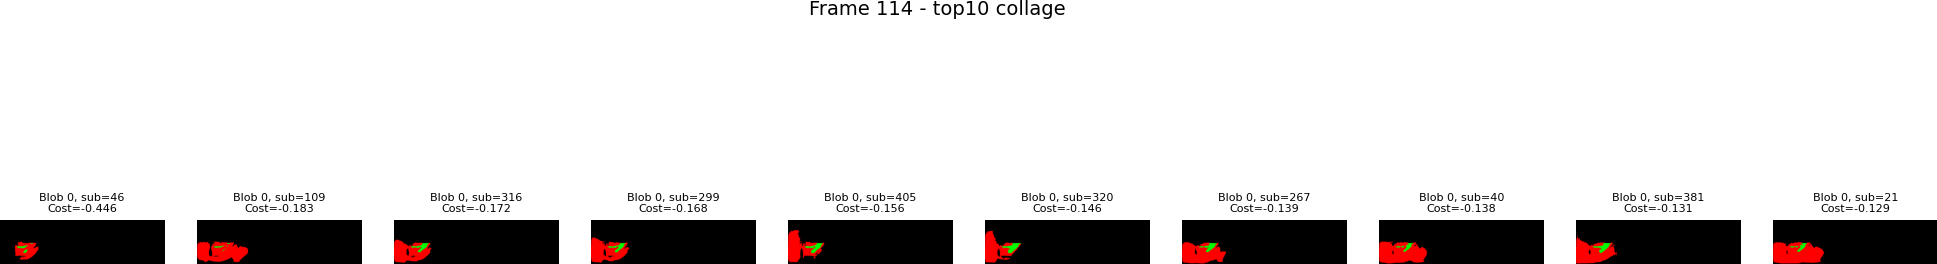 Frame 114 - top10 collage
Blob 0, sub=46
Cost=-0.446
Blob 0, sub=109
Cost=-0.183
Blob 0, sub=316
Cost=-0.172
Blob 0, sub=299
Cost=-0.168
Blob 0, sub=405
Cost=-0.156
Blob 0, sub=320
Cost=-0.146
Blob 0, sub=267
Cost=-0.139
Blob 0, sub=40
Cost=-0.138
Blob 0, sub=381
Cost=-0.131
Blob 0, sub=21
Cost=-0.129